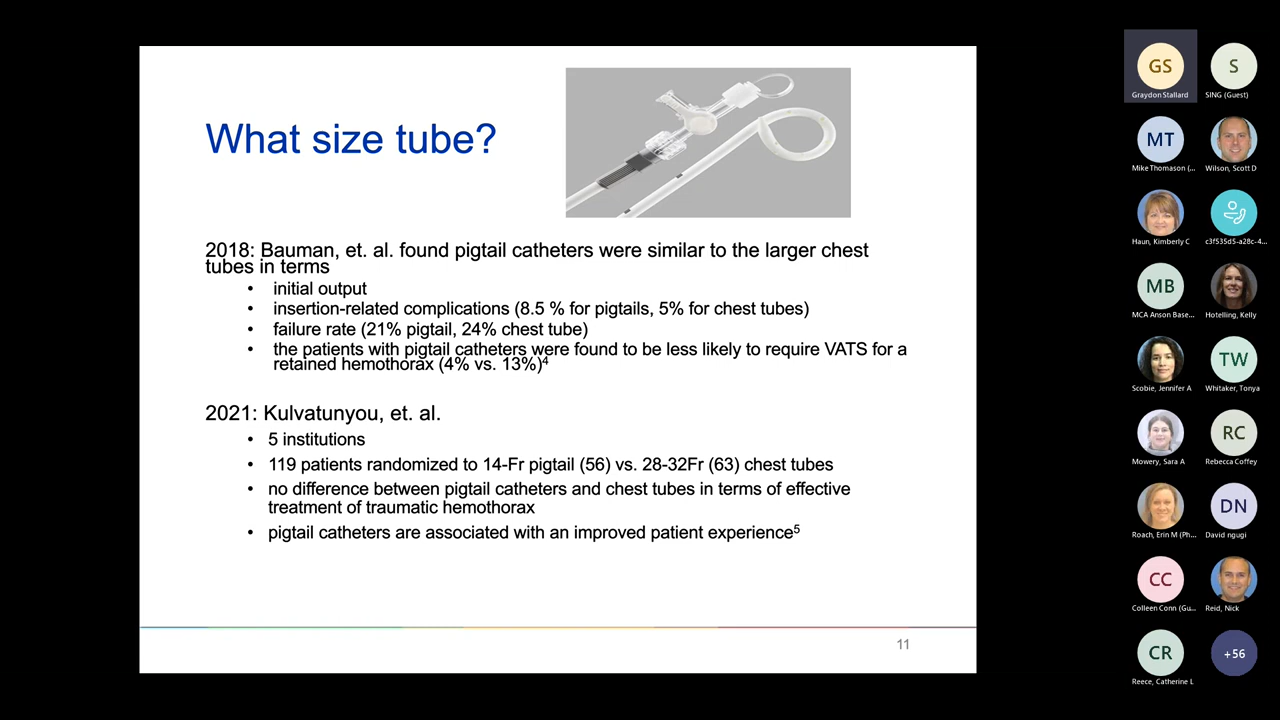 What size tube?
2018: Bauman, et. al. found pigtail catheters were similar to the larger chest
tubes in terms
• initial output
• insertion-related complications (8.5 % for pigtails, 5% for chest tubes)
• failure rate (21% pigtail, 24% chest tube)
• the patients with pigtail catheters were found to be less likely to require VATS for a
retained hemothorax (4% vs. 13%)⁴
2021: Kulvatunyou, et. al.
• 5 institutions
• 119 patients randomized to 14-Fr pigtail (56) vs. 28-32Fr (63) chest tubes
• no difference between pigtail catheters and chest tubes in terms of effective
treatment of traumatic hemothorax
• pigtail catheters are associated with an improved patient experience⁵
11
GS
Graydon Stallard
S
SING (Guest)
MT
Mike Thomason (...
Wilson, Scott D
Haun, Kimberly C
c3f535d5-a28c-4...
MB
MCA Anson Base...
Hotelling, Kelly
Scobie, Jennifer A
TW
Whitaker, Tonya
Mowery, Sara A
RC
Rebecca Coffey
Roach, Erin M (Ph...
DN
David ngugi
CC
Colleen Conn (Gu...
Reid, Nick
CR
Reece, Catherine L
+56